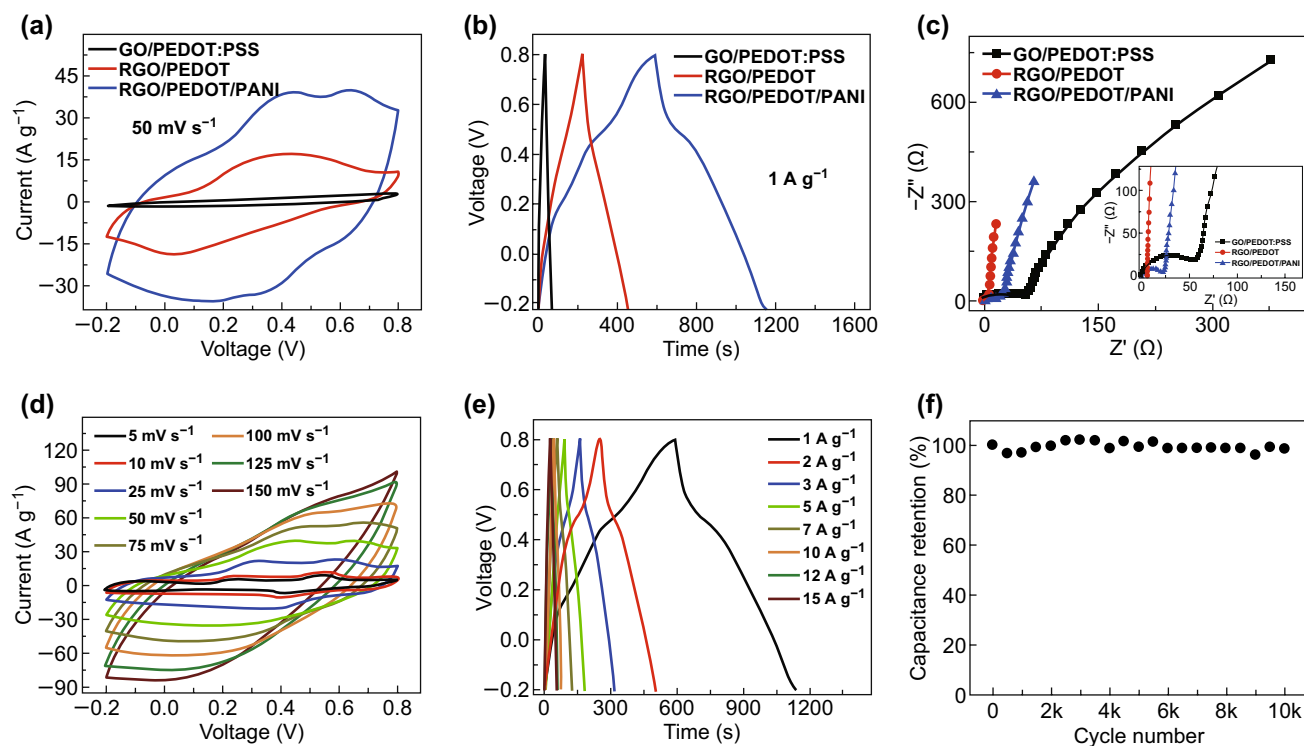 (a)
GO/PEDOT:PSS
RGO/PEDOT
RGO/PEDOT/PANI
50 mV s⁻¹
45
30
15
0
−15
−30
Current (A g⁻¹)
−0.2 0.0 0.2 0.4 0.6 0.8
Voltage (V)
(b)
GO/PEDOT:PSS
RGO/PEDOT
RGO/PEDOT/PANI
1 A g⁻¹
0.8
0.6
0.4
0.2
0.0
−0.2
Voltage (V)
0 400 800 1200 1600
Time (s)
(c)
GO/PEDOT:PSS
RGO/PEDOT
RGO/PEDOT/PANI
750
500
250
0
−Z″ (Ω)
0 150 300
Z' (Ω)
100
75
50
25
0
−Z″ (Ω)
GO/PEDOT:PSS
RGO/PEDOT
RGO/PEDOT/PANI
0 50 100 150
Z' (Ω)
(d)
5 mV s⁻¹ 100 mV s⁻¹
10 mV s⁻¹ 125 mV s⁻¹
25 mV s⁻¹ 150 mV s⁻¹
50 mV s⁻¹
75 mV s⁻¹
120
90
60
30
0
−30
−60
−90
Current (A g⁻¹)
−0.2 0.0 0.2 0.4 0.6 0.8
Voltage (V)
(e)
1 A g⁻¹
2 A g⁻¹
3 A g⁻¹
5 A g⁻¹
7 A g⁻¹
10 A g⁻¹
12 A g⁻¹
15 A g⁻¹
0.8
0.6
0.4
0.2
0.0
−0.2
Voltage (V)
0 300 600 900 1200
Time (s)
(f)
100
80
60
40
20
0
Capacitance retention (%)
0 2k 4k 6k 8k 10k
Cycle number